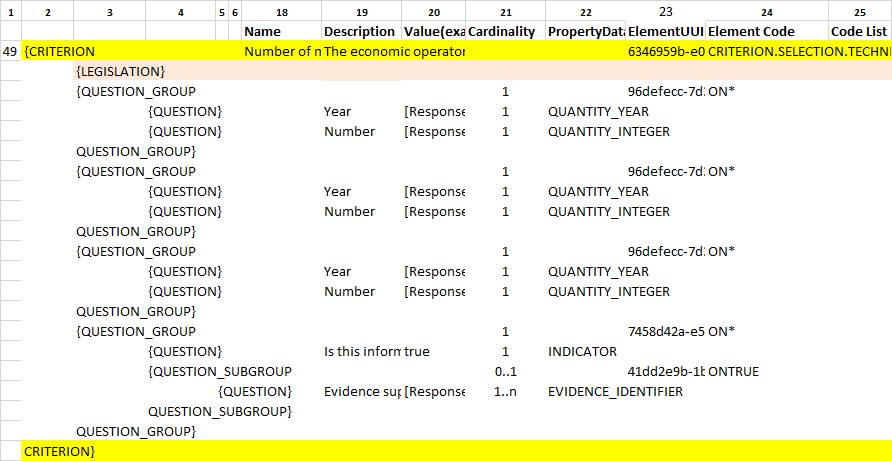 1 2 3 4 5 6 18 19 20 21 22 23 24 25
Name Description Value(exa Cardinality PropertyData ElementUUI Element Code Code List
49 {CRITERION Number of m The economic operator 6346959b-e0 CRITERION.SELECTION.TECHNI
{LEGISLATION}
{QUESTION_GROUP 1 96defecc-7d ON*
{QUESTION} Year [Response 1 QUANTITY_YEAR
{QUESTION} Number [Response 1 QUANTITY_INTEGER
QUESTION_GROUP}
{QUESTION_GROUP 1 96defecc-7d ON*
{QUESTION} Year [Response 1 QUANTITY_YEAR
{QUESTION} Number [Response 1 QUANTITY_INTEGER
QUESTION_GROUP}
{QUESTION_GROUP 1 96defecc-7d ON*
{QUESTION} Year [Response 1 QUANTITY_YEAR
{QUESTION} Number [Response 1 QUANTITY_INTEGER
QUESTION_GROUP}
{QUESTION_GROUP 1 7458d42a-e5 ON*
{QUESTION} Is this inform true 1 INDICATOR
{QUESTION_SUBGROUP 0..1 41dd2e9b-1b ONTRUE
{QUESTION} Evidence sup [Response 1..n EVIDENCE_IDENTIFIER
QUESTION_SUBGROUP}
QUESTION_GROUP}
CRITERION}